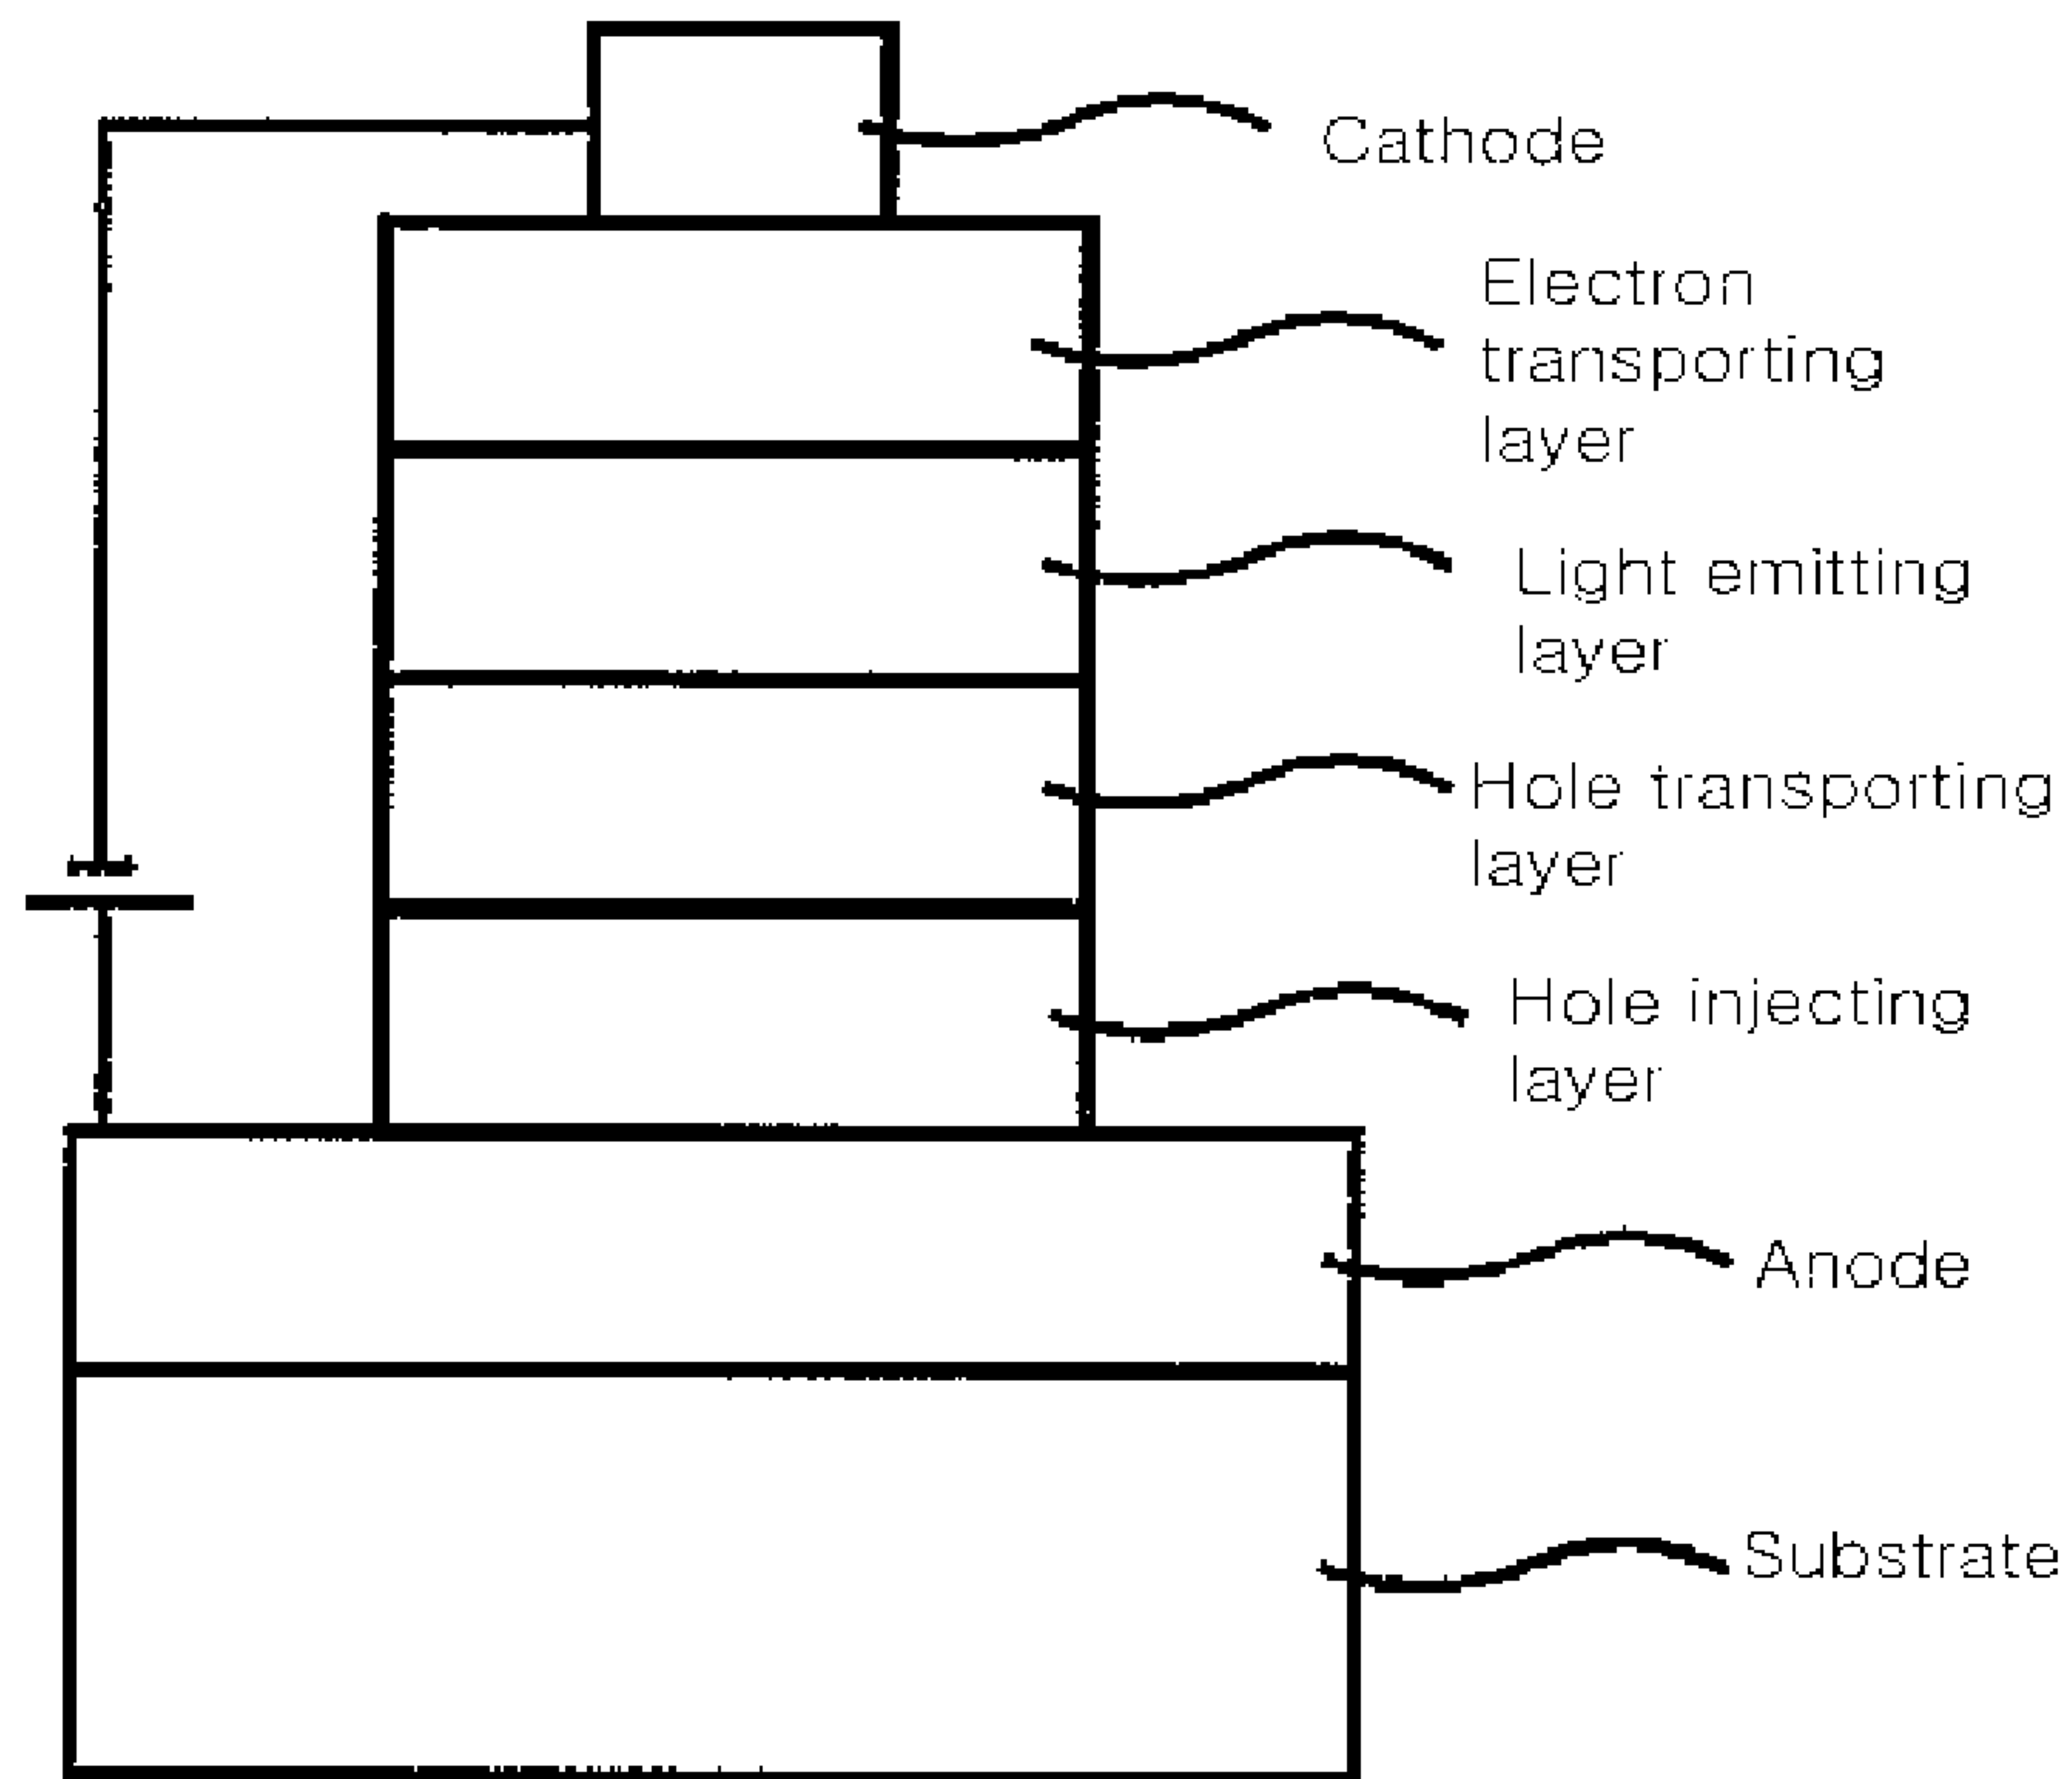 Cathode
Electron
transporting
layer
Light emitting
layer
Hole transporting
layer
Hole injecting
layer
Anode
Substrate